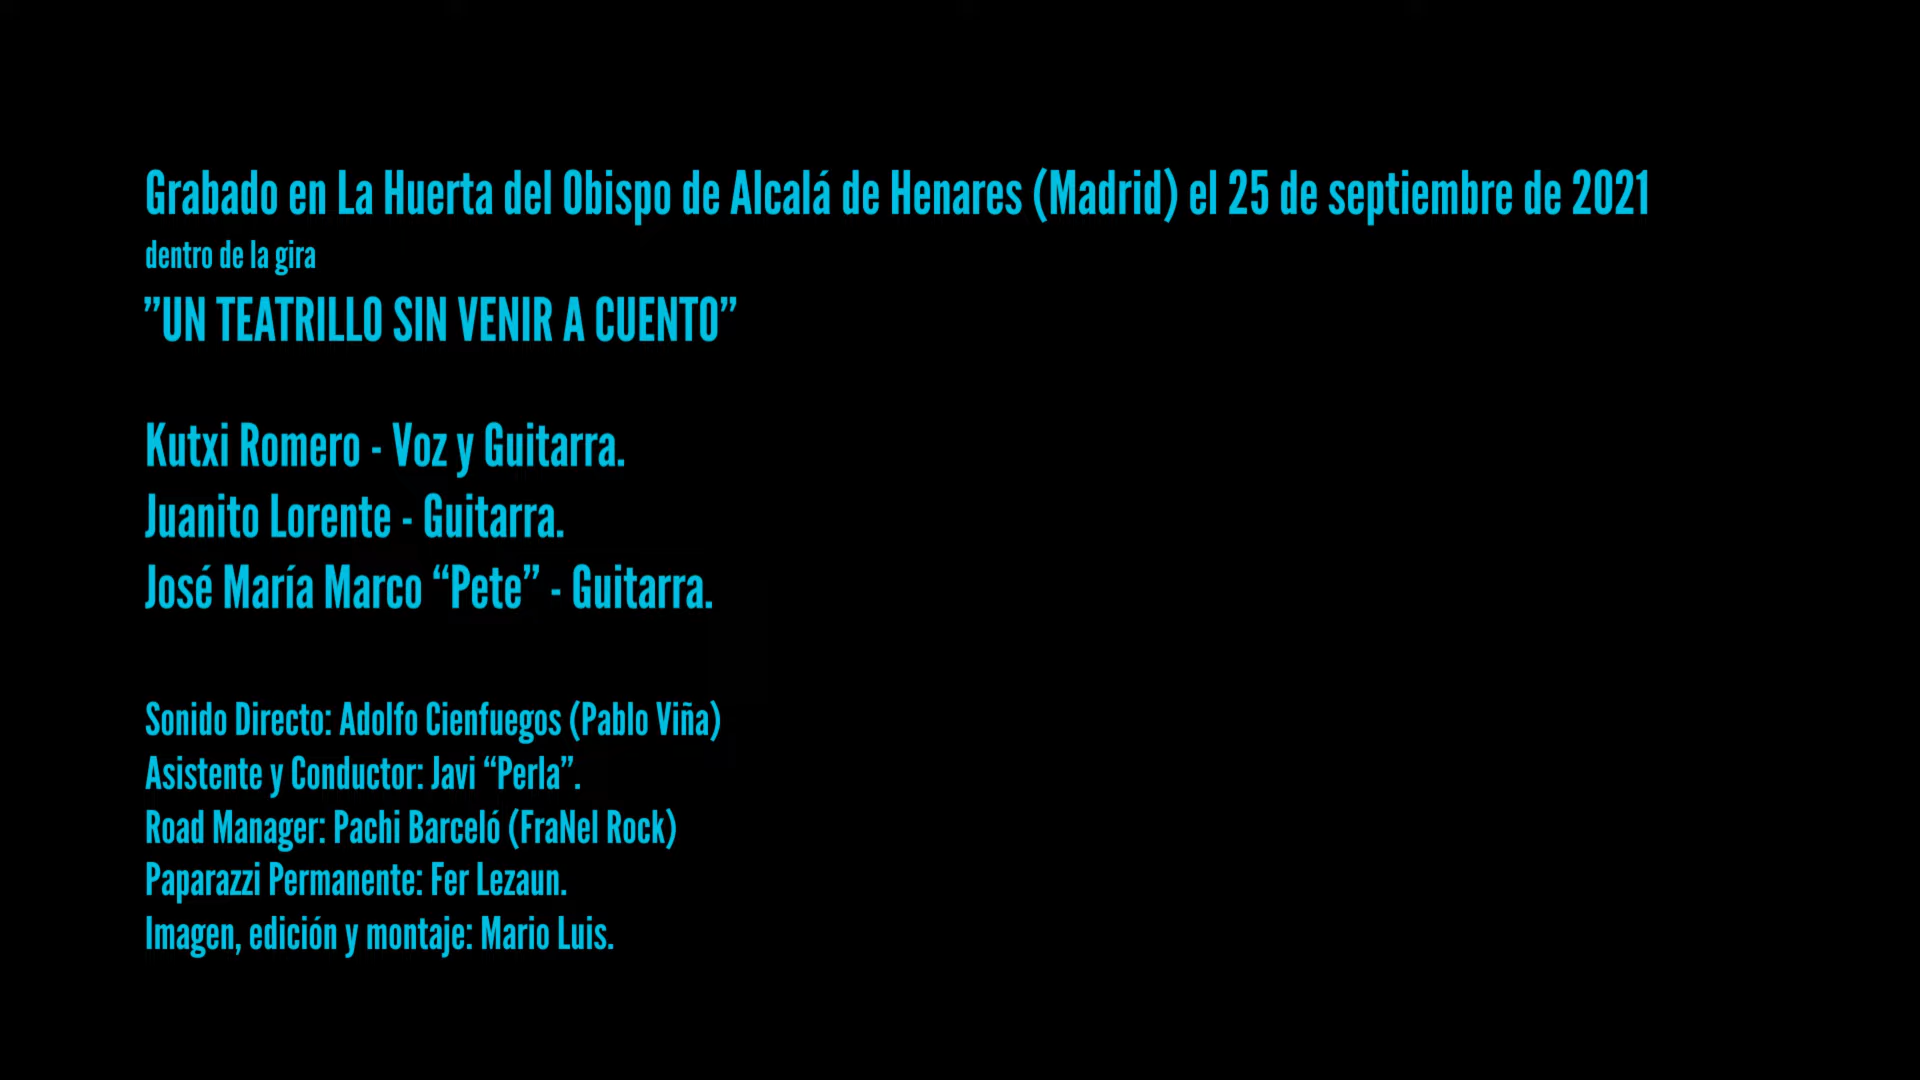 Grabado en La Huerta del Obispo de Alcalá de Henares (Madrid) el 25 de septiembre de 2021
dentro de la gira
”UN TEATRILLO SIN VENIR A CUENTO”
Kutxi Romero - Voz y Guitarra.
Juanito Lorente - Guitarra.
José María Marco “Pete” - Guitarra.
Sonido Directo: Adolfo Cienfuegos (Pablo Viña)
Asistente y Conductor: Javi “Perla”.
Road Manager: Pachi Barceló (FraNel Rock)
Paparazzi Permanente: Fer Lezaun.
Imagen, edición y montaje: Mario Luis.